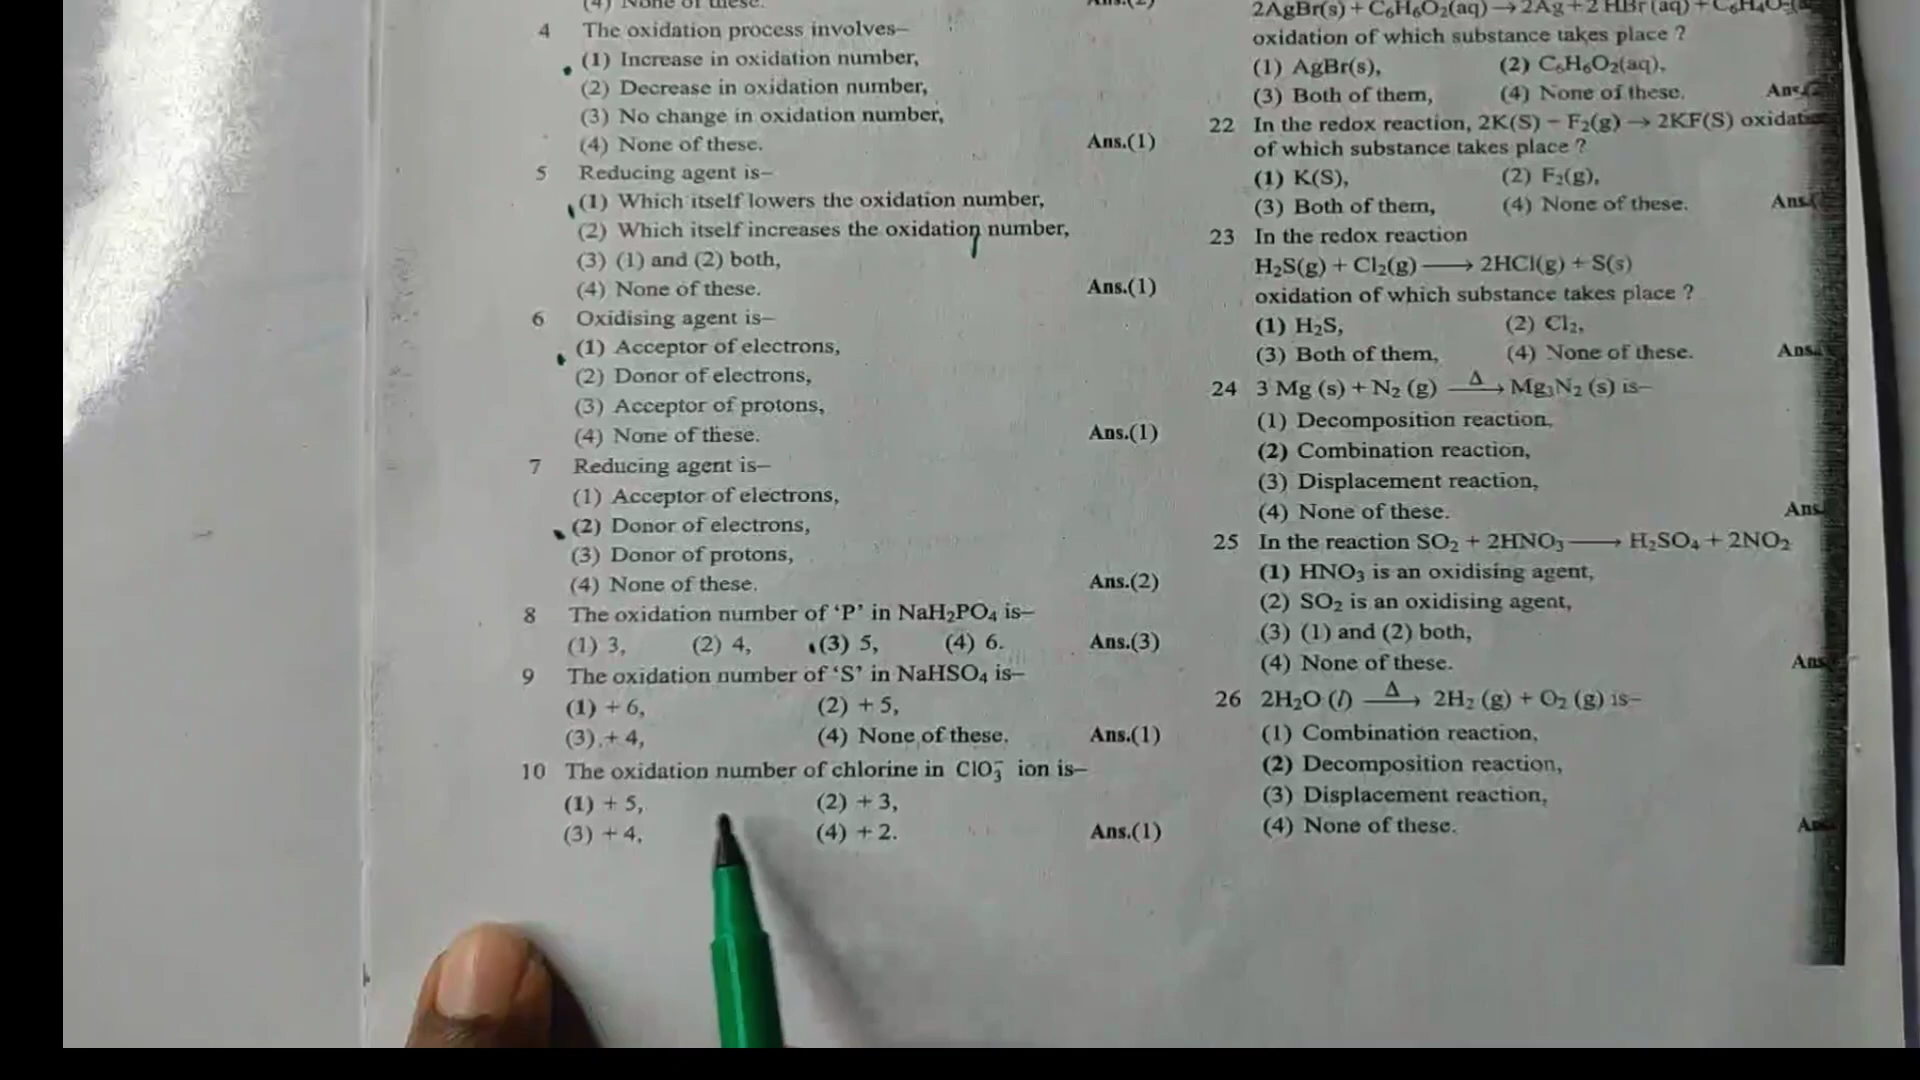 (4) None of these.
4 The oxidation process involves–
(1) Increase in oxidation number,
(2) Decrease in oxidation number,
(3) No change in oxidation number,
(4) None of these. Ans.(1)
5 Reducing agent is–
(1) Which itself lowers the oxidation number,
(2) Which itself increases the oxidation number,
(3) (1) and (2) both,
(4) None of these. Ans.(1)
6 Oxidising agent is–
(1) Acceptor of electrons,
(2) Donor of electrons,
(3) Acceptor of protons,
(4) None of these. Ans.(1)
7 Reducing agent is–
(1) Acceptor of electrons,
(2) Donor of electrons,
(3) Donor of protons,
(4) None of these. Ans.(2)
8 The oxidation number of ‘P’ in NaH₂PO₄ is–
(1) 3, (2) 4, (3) 5, (4) 6. Ans.(3)
9 The oxidation number of ‘S’ in NaHSO₄ is–
(1) + 6, (2) + 5,
(3) + 4, (4) None of these. Ans.(1)
10 The oxidation number of chlorine in ClO₃⁻ ion is–
(1) + 5, (2) + 3,
(3) + 4, (4) + 2. Ans.(1)
2AgBr(s) + C₆H₆O₂(aq) → 2Ag + 2 HBr (aq) +
oxidation of which substance takes place ?
(1) AgBr(s), (2) C₆H₆O₂(aq),
(3) Both of them, (4) None of these.
22 In the redox reaction, 2K(S) – F₂(g) → 2KF(S)
of which substance takes place ?
(1) K(S), (2) F₂(g),
(3) Both of them, (4) None of these.
23 In the redox reaction
H₂S(g) + Cl₂(g) ⟶ 2HCl(g) + S(s)
oxidation of which substance takes place ?
(1) H₂S, (2) Cl₂,
(3) Both of them, (4) None of these.
24 3 Mg (s) + N₂ (g) Δ→ Mg₃N₂ (s) is–
(1) Decomposition reaction,
(2) Combination reaction,
(3) Displacement reaction,
(4) None of these. Ans
25 In the reaction SO₂ + 2HNO₃ ⟶ H₂SO₄ + 2NO₂
(1) HNO₃ is an oxidising agent,
(2) SO₂ is an oxidising agent,
(3) (1) and (2) both,
(4) None of these. Ans
26 2H₂O (l) Δ→ 2H₂ (g) + O₂ (g) is–
(1) Combination reaction,
(2) Decomposition reaction,
(3) Displacement reaction,
(4) None of these.